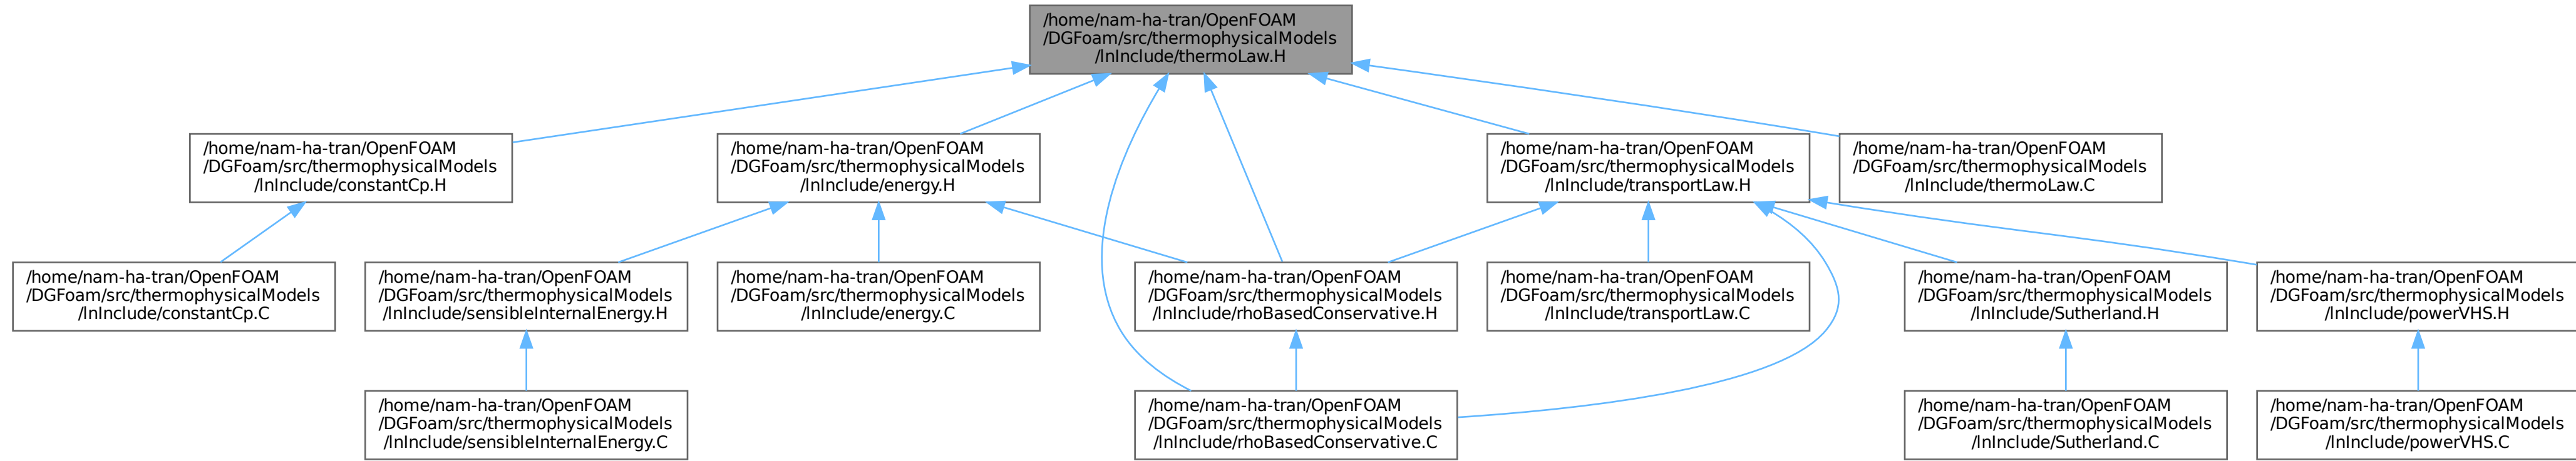 /home/nam-ha-tran/OpenFOAM
/DGFoam/src/thermophysicalModels
/lnInclude/thermoLaw.H
/home/nam-ha-tran/OpenFOAM
/DGFoam/src/thermophysicalModels
/lnInclude/constantCp.H
/home/nam-ha-tran/OpenFOAM
/DGFoam/src/thermophysicalModels
/lnInclude/energy.H
/home/nam-ha-tran/OpenFOAM
/DGFoam/src/thermophysicalModels
/lnInclude/transportLaw.H
/home/nam-ha-tran/OpenFOAM
/DGFoam/src/thermophysicalModels
/lnInclude/thermoLaw.C
/home/nam-ha-tran/OpenFOAM
/DGFoam/src/thermophysicalModels
/lnInclude/constantCp.C
/home/nam-ha-tran/OpenFOAM
/DGFoam/src/thermophysicalModels
/lnInclude/sensibleInternalEnergy.H
/home/nam-ha-tran/OpenFOAM
/DGFoam/src/thermophysicalModels
/lnInclude/energy.C
/home/nam-ha-tran/OpenFOAM
/DGFoam/src/thermophysicalModels
/lnInclude/rhoBasedConservative.H
/home/nam-ha-tran/OpenFOAM
/DGFoam/src/thermophysicalModels
/lnInclude/transportLaw.C
/home/nam-ha-tran/OpenFOAM
/DGFoam/src/thermophysicalModels
/lnInclude/Sutherland.H
/home/nam-ha-tran/OpenFOAM
/DGFoam/src/thermophysicalModels
/lnInclude/powerVHS.H
/home/nam-ha-tran/OpenFOAM
/DGFoam/src/thermophysicalModels
/lnInclude/sensibleInternalEnergy.C
/home/nam-ha-tran/OpenFOAM
/DGFoam/src/thermophysicalModels
/lnInclude/rhoBasedConservative.C
/home/nam-ha-tran/OpenFOAM
/DGFoam/src/thermophysicalModels
/lnInclude/Sutherland.C
/home/nam-ha-tran/OpenFOAM
/DGFoam/src/thermophysicalModels
/lnInclude/powerVHS.C